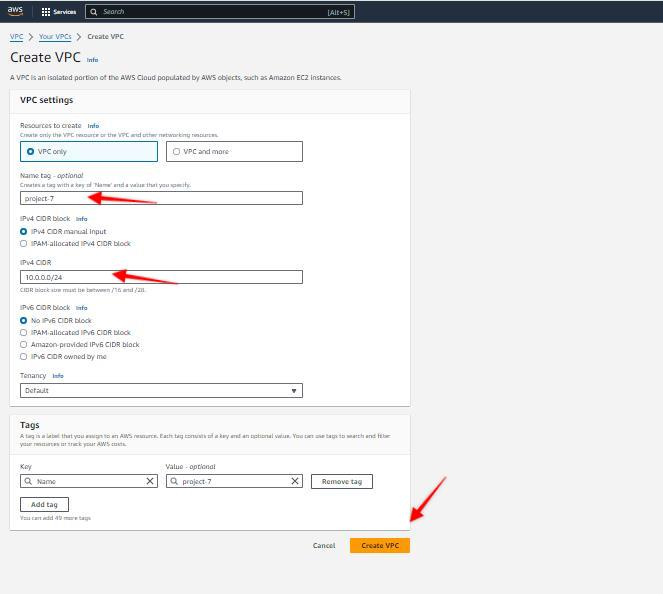 aws
Services
Search [Alt+S]
VPC > Your VPCs > Create VPC
Create VPC Info
A VPC is an isolated portion of the AWS Cloud populated by AWS objects, such as Amazon EC2 instances.
VPC settings
Resources to create Info
Create only the VPC resource or the VPC and other networking resources.
VPC only
VPC and more
Name tag - optional
Creates a tag with a key of 'Name' and a value that you specify.
project-7
IPv4 CIDR block Info
IPv4 CIDR manual input
IPAM-allocated IPv4 CIDR block
IPv4 CIDR
10.0.0.0/24
CIDR block size must be between /16 and /28.
IPv6 CIDR block Info
No IPv6 CIDR block
IPAM-allocated IPv6 CIDR block
Amazon-provided IPv6 CIDR block
IPv6 CIDR owned by me
Tenancy Info
Default
Tags
A tag is a label that you assign to an AWS resource. Each tag consists of a key and an optional value. You can use tags to search and filter
your resources or track your AWS costs.
Key
Value - optional
Name
project-7
Remove tag
Add tag
You can add 49 more tags
Cancel
Create VPC